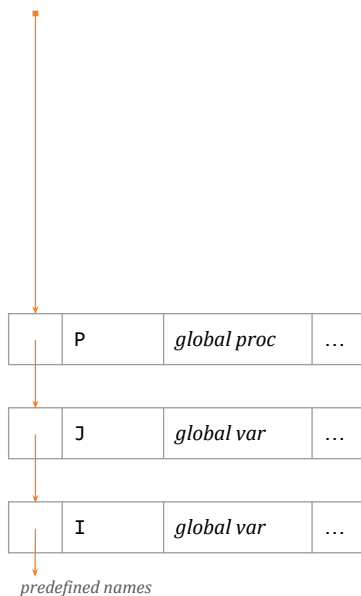 P global proc ...
J global var ...
I global var ...
predefined names